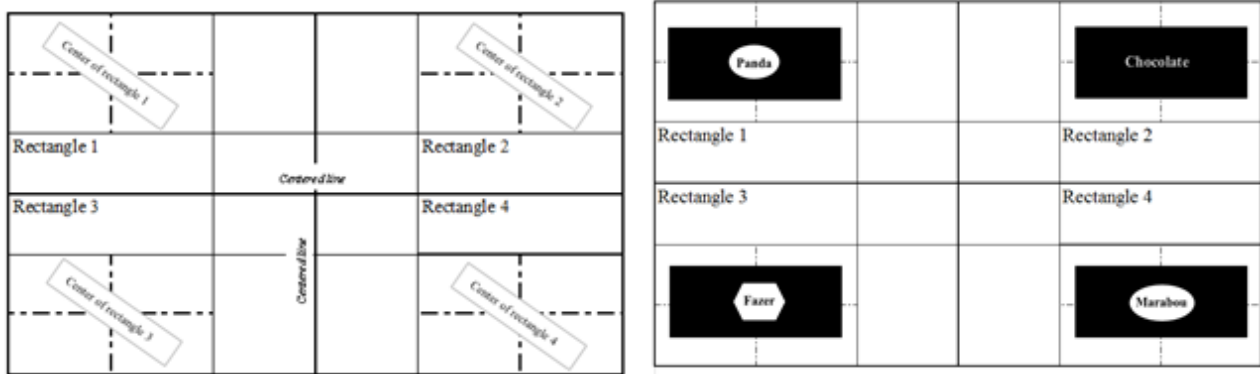 Center of rectangle 1
Center of rectangle 2
Rectangle 1
Rectangle 2
Centered line
Rectangle 3
Rectangle 4
Centered line
Center of rectangle 3
Center of rectangle 4
Panda
Chocolate
Rectangle 1
Rectangle 2
Rectangle 3
Rectangle 4
Fazer
Marabou